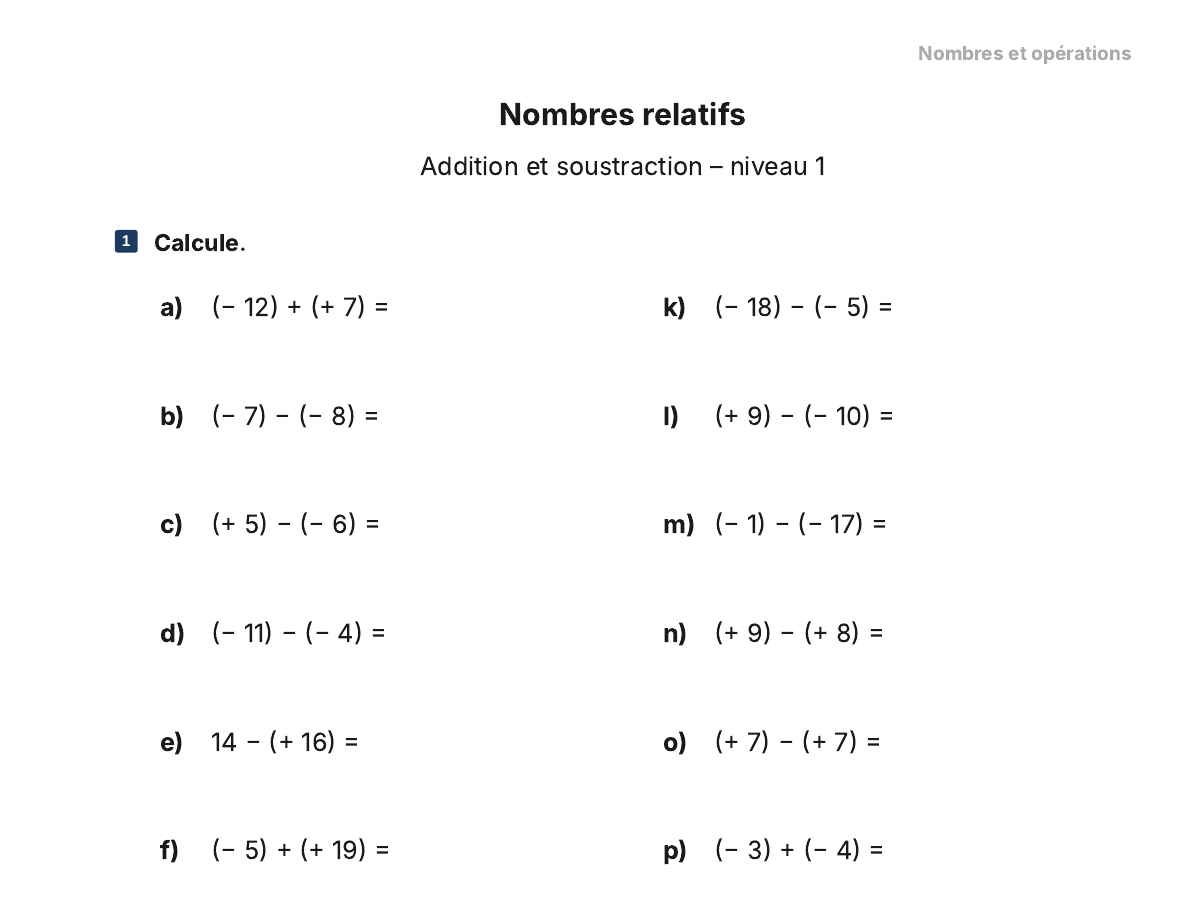 Nombres et opérations
Nombres relatifs
Addition et soustraction – niveau 1
1 Calcule.
a) (− 12) + (+ 7) =
b) (− 7) − (− 8) =
c) (+ 5) − (− 6) =
d) (− 11) − (− 4) =
e) 14 − (+ 16) =
f) (− 5) + (+ 19) =
k) (− 18) − (− 5) =
l) (+ 9) − (− 10) =
m) (− 1) − (− 17) =
n) (+ 9) − (+ 8) =
o) (+ 7) − (+ 7) =
p) (− 3) + (− 4) =